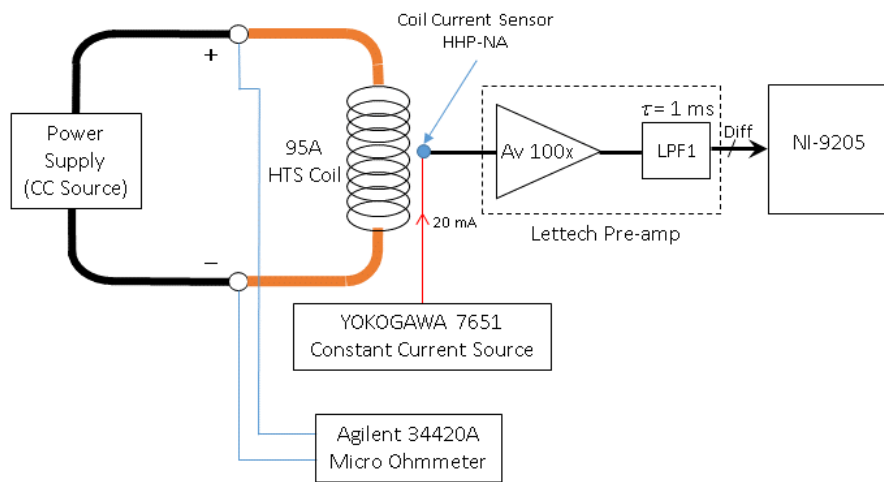 Coil Current Sensor
HHP-NA
+
Power
Supply
(CC Source)
95A
HTS Coil
Av 100x
τ= 1 ms
LPF1
Diff
NI-9205
20 mA
Lettech Pre-amp
−
YOKOGAWA 7651
Constant Current Source
Agilent 34420A
Micro Ohmmeter